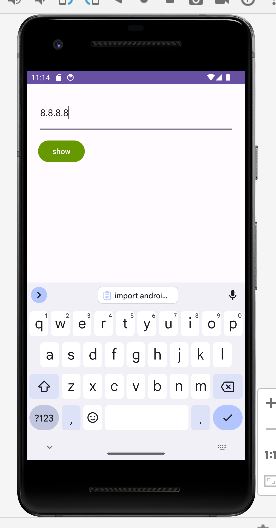 11:14
8.8.8.8
show
import androi...
1 2 3 4 5 6 7 8 9 0
q w e r t y u i o p
a s d f g h j k l
z x c v b n m
?123 , .
1:1